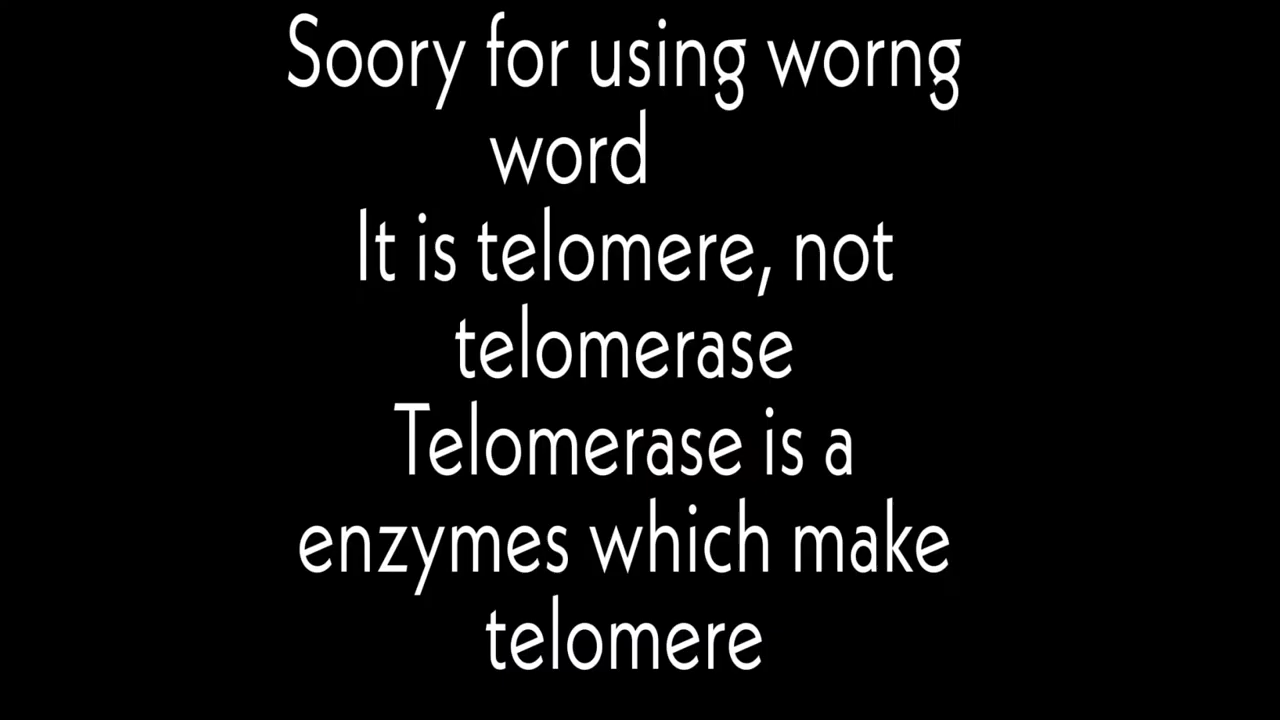 Soory for using worng
word
It is telomere, not
telomerase
Telomerase is a
enzymes which make
telomere